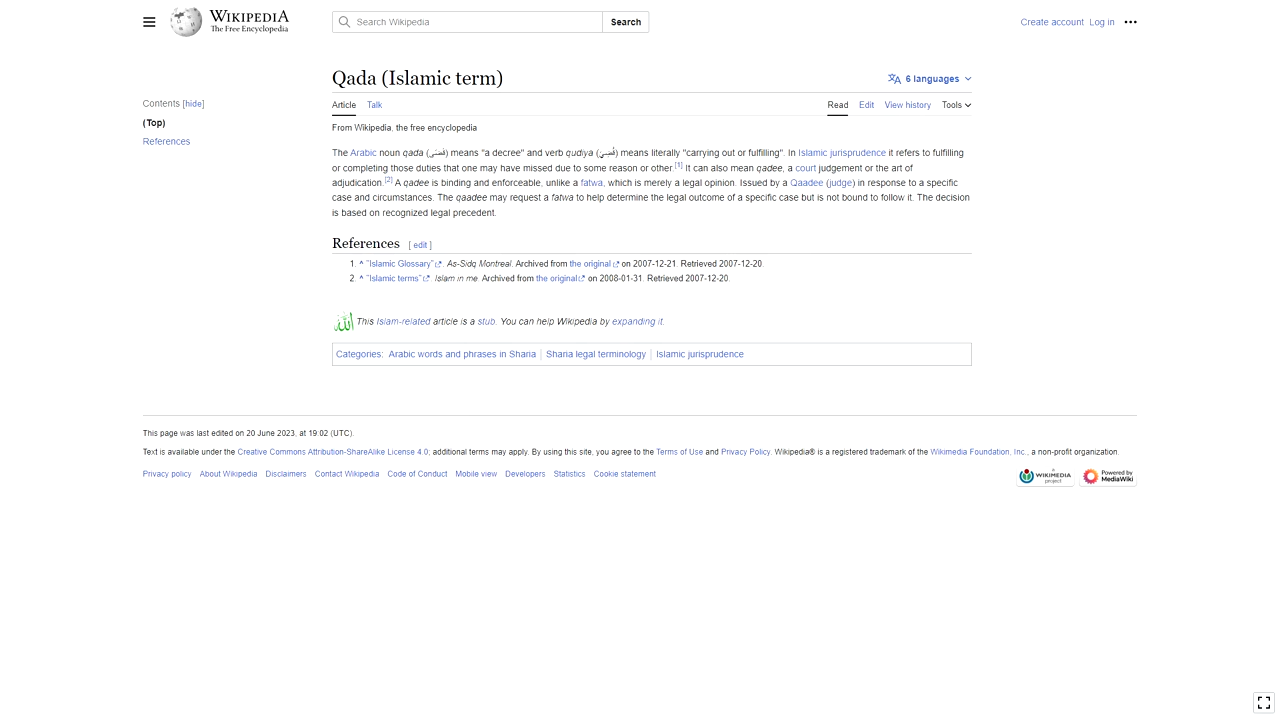 WIKIPEDIA
The Free Encyclopedia
Search Wikipedia
Search
Create account Log in
Qada (Islamic term)
6 languages
Contents [hide]
(Top)
References
Article Talk
Read Edit View history Tools
From Wikipedia, the free encyclopedia
The Arabic noun qada (قضى) means "a decree" and verb qudiya (قُضِيَ) means literally "carrying out or fulfilling". In Islamic jurisprudence it refers to fulfilling
or completing those duties that one may have missed due to some reason or other.[1] It can also mean qadee, a court judgement or the art of
adjudication.[2] A qadee is binding and enforceable, unlike a fatwa, which is merely a legal opinion. Issued by a Qaadee (judge) in response to a specific
case and circumstances. The qaadee may request a fatwa to help determine the legal outcome of a specific case but is not bound to follow it. The decision
is based on recognized legal precedent.
References [ edit ]
1. ^ "Islamic Glossary". As-Sidq Montreal. Archived from the original on 2007-12-21. Retrieved 2007-12-20.
2. ^ "Islamic terms". Islam in me. Archived from the original on 2008-01-31. Retrieved 2007-12-20.
الله
This Islam-related article is a stub. You can help Wikipedia by expanding it.
Categories: Arabic words and phrases in Sharia | Sharia legal terminology | Islamic jurisprudence
This page was last edited on 20 June 2023, at 19:02 (UTC).
Text is available under the Creative Commons Attribution-ShareAlike License 4.0; additional terms may apply. By using this site, you agree to the Terms of Use and Privacy Policy. Wikipedia® is a registered trademark of the Wikimedia Foundation, Inc., a non-profit organization.
Privacy policy About Wikipedia Disclaimers Contact Wikipedia Code of Conduct Mobile view Developers Statistics Cookie statement
a WIKIMEDIA project
Powered by MediaWiki